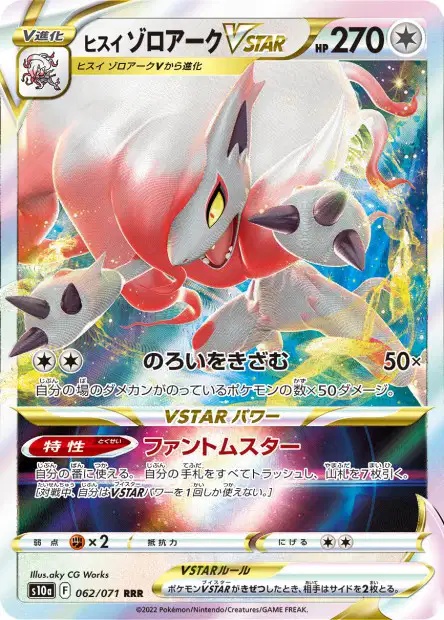 V進化
ヒスイ ゾロアーク VSTAR HP 270
ヒスイ ゾロアークVから進化
のろいをきざむ 50×
自分の場のダメカンがのっているポケモンの数×50ダメージ。
VSTARパワー
特性 ファントムスター
自分の番に使える。自分の手札をすべてトラッシュし、山札を7枚引く。
[対戦中、自分はVSTARパワーを1回しか使えない。]
弱点 ×2 抵抗力 にげる
Illus.aky CG Works
VSTARルール
s10a F 062/071 RRR
ポケモンVSTARがきぜつしたとき、相手はサイドを2枚とる。
©2022 Pokémon/Nintendo/Creatures/GAME FREAK.